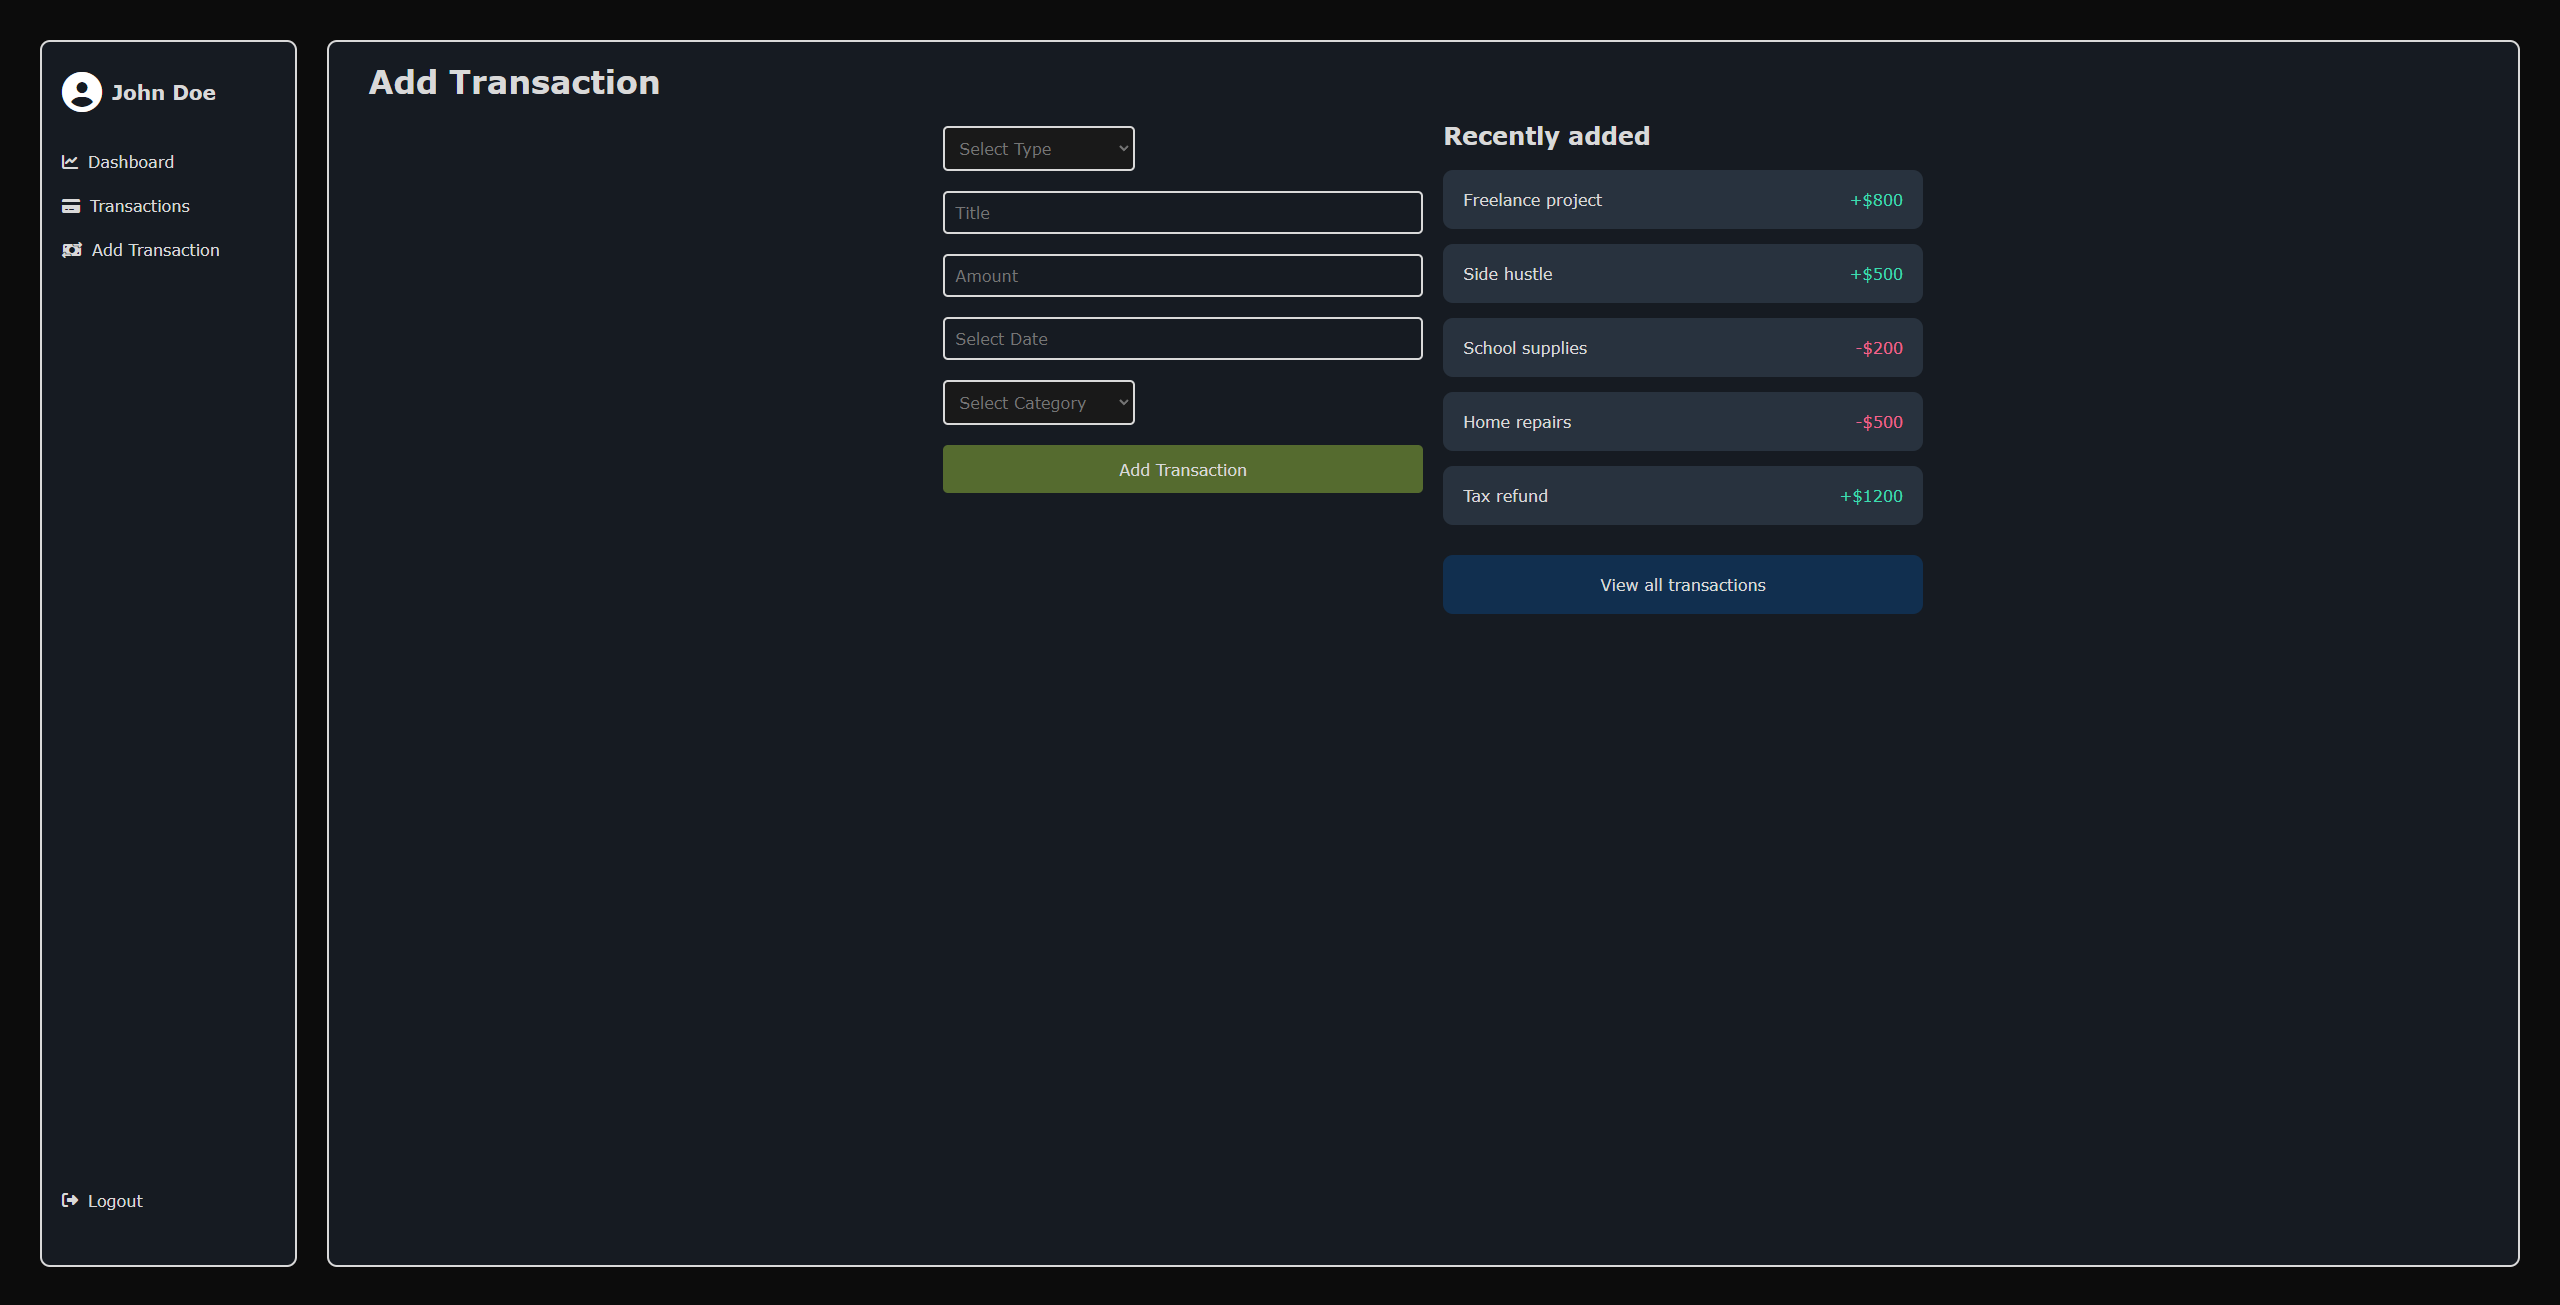 John Doe
Dashboard
Transactions
Add Transaction
Logout
Add Transaction
Select Type
Title
Amount
Select Date
Select Category
Add Transaction
Recently added
Freelance project +$800
Side hustle +$500
School supplies -$200
Home repairs -$500
Tax refund +$1200
View all transactions